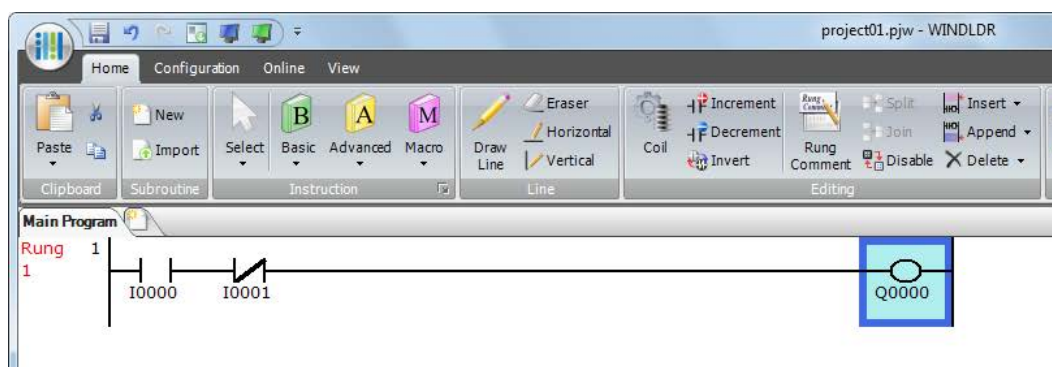 project01.pjw - WINDLDR
Home Configuration Online View
Paste
New
Import
Select Basic Advanced Macro
B A M
Draw Line
Eraser
Horizontal
Vertical
Coil
Increment
Decrement
Invert
Rung Comment
Split
Join
Disable
Insert
Append
Delete
Clipboard Subroutine Instruction Line Editing
Main Program
Rung 1
1
I0000 I0001 Q0000